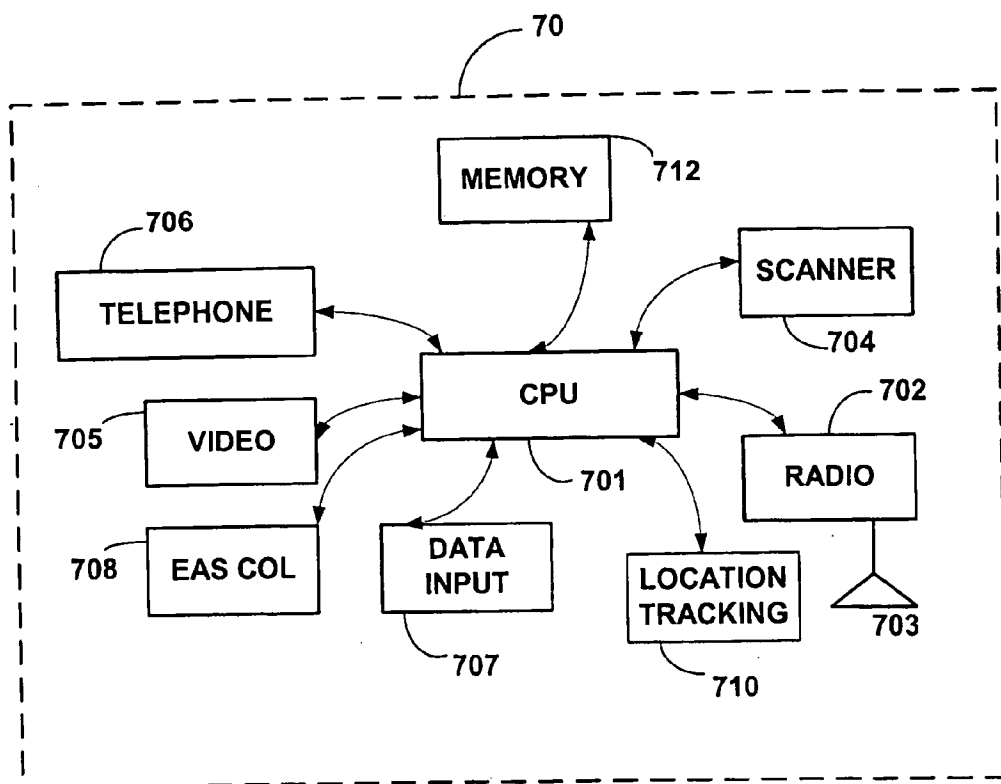 70
MEMORY
712
706
TELEPHONE
SCANNER
704
CPU
702
705
VIDEO
701
RADIO
708
EAS COL
DATA
INPUT
LOCATION
TRACKING
703
707
710